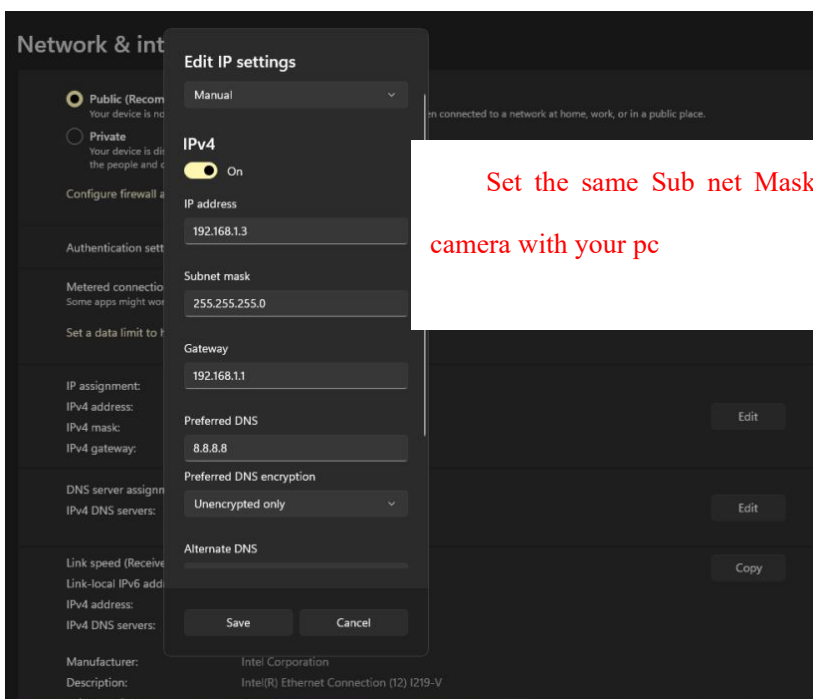 Network & int
Public (Recom
Your device is no
en connected to a network at home, work, or in a public place.
Private
Your device is dis
the people and d
Configure firewall a
Authentication sett
Metered connectio
Some apps might wor
Set a data limit to h
IP assignment:
IPv4 address:
IPv4 mask:
IPv4 gateway:
Edit
DNS server assignm
IPv4 DNS servers:
Edit
Link speed (Receive
Link-local IPv6 addr
IPv4 address:
IPv4 DNS servers:
Copy
Manufacturer:
Intel Corporation
Description:
Intel(R) Ethernet Connection (12) I219-V
Edit IP settings
Manual
IPv4
On
IP address
192.168.1.3
Subnet mask
255.255.255.0
Gateway
192.168.1.1
Preferred DNS
8.8.8.8
Preferred DNS encryption
Unencrypted only
Alternate DNS
Save
Cancel
Set the same Sub net Mask
camera with your pc